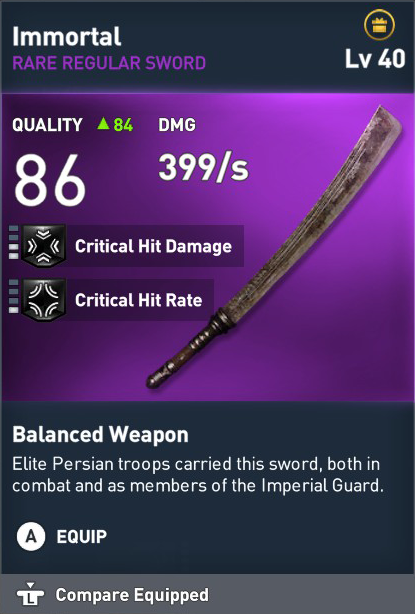 Immortal
RARE REGULAR SWORD
Lv 40
QUALITY ▲ 84 DMG
86 399/s
Critical Hit Damage
Critical Hit Rate
Balanced Weapon
Elite Persian troops carried this sword, both in
combat and as members of the Imperial Guard.
A EQUIP
L Compare Equipped